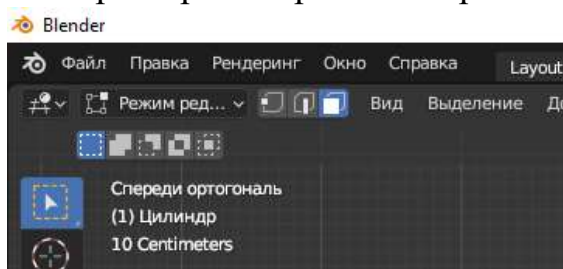 Blender
Файл Правка Рендеринг Окно Справка Layout
Режим ред... Вид Выделение
Спереди ортогональ
(1) Цилиндр
10 Centimeters